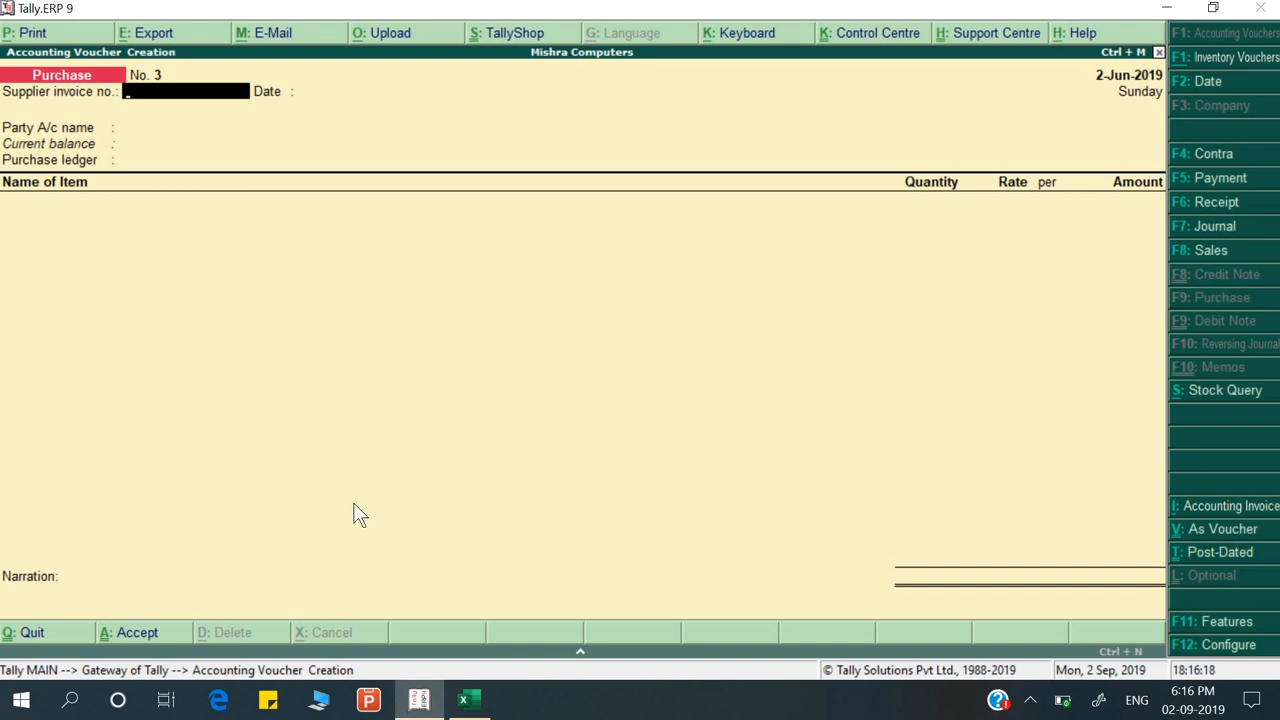 Tally.ERP 9
P: Print E: Export M: E-Mail O: Upload S: TallyShop G: Language K: Keyboard K: Control Centre H: Support Centre H: Help
Accounting Voucher Creation Mishra Computers Ctrl + M
Purchase No. 3 2-Jun-2019
Supplier invoice no.: Date : Sunday
Party A/c name :
Current balance :
Purchase ledger :
Name of Item Quantity Rate per Amount
Narration:
Q: Quit A: Accept D: Delete X: Cancel
Ctrl + N
Tally MAIN --> Gateway of Tally --> Accounting Voucher Creation © Tally Solutions Pvt Ltd., 1988-2019 Mon, 2 Sep, 2019 18:16:18
F1: Accounting Vouchers
F1: Inventory Vouchers
F2: Date
F3: Company
F4: Contra
F5: Payment
F6: Receipt
F7: Journal
F8: Sales
F8: Credit Note
F9: Purchase
F9: Debit Note
F10: Reversing Journal
F10: Memos
S: Stock Query
I: Accounting Invoice
V: As Voucher
T: Post-Dated
L: Optional
F11: Features
F12: Configure
ENG
6:16 PM
02-09-2019